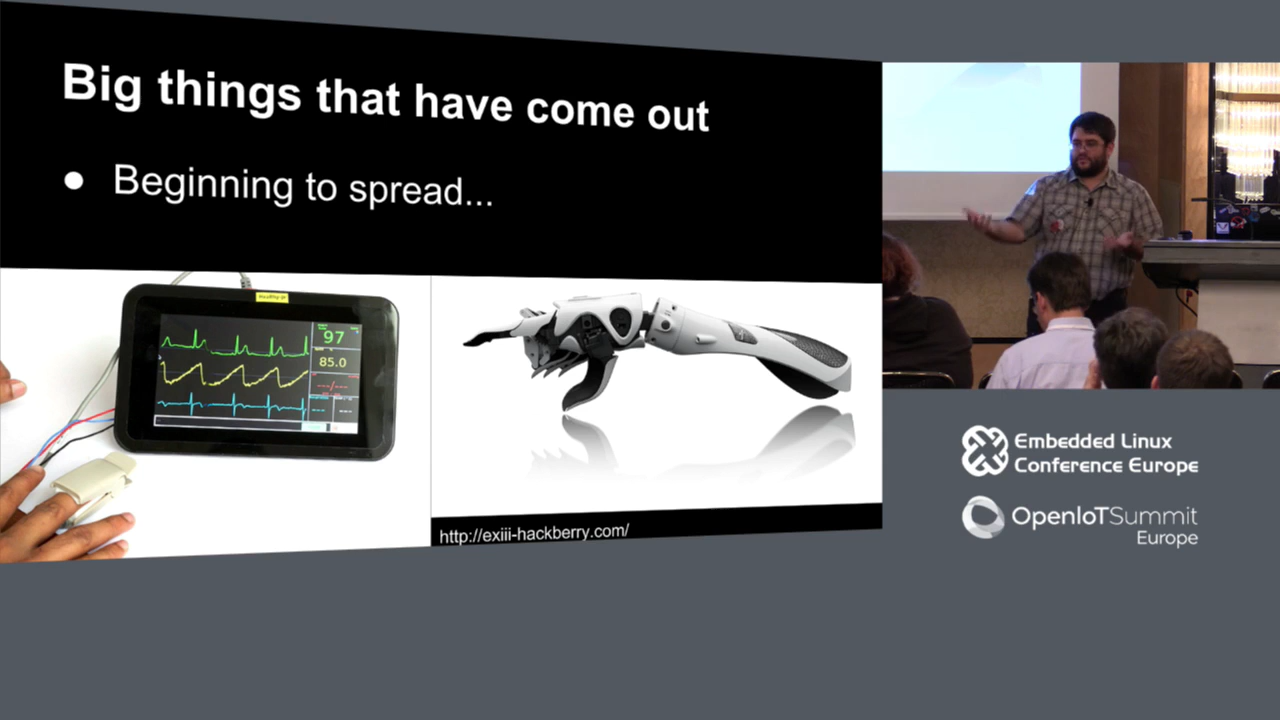 Big things that have come out
● Beginning to spread...
97
85.0
http://exiii-hackberry.com/
Embedded Linux
Conference Europe
OpenIoTSummit
Europe